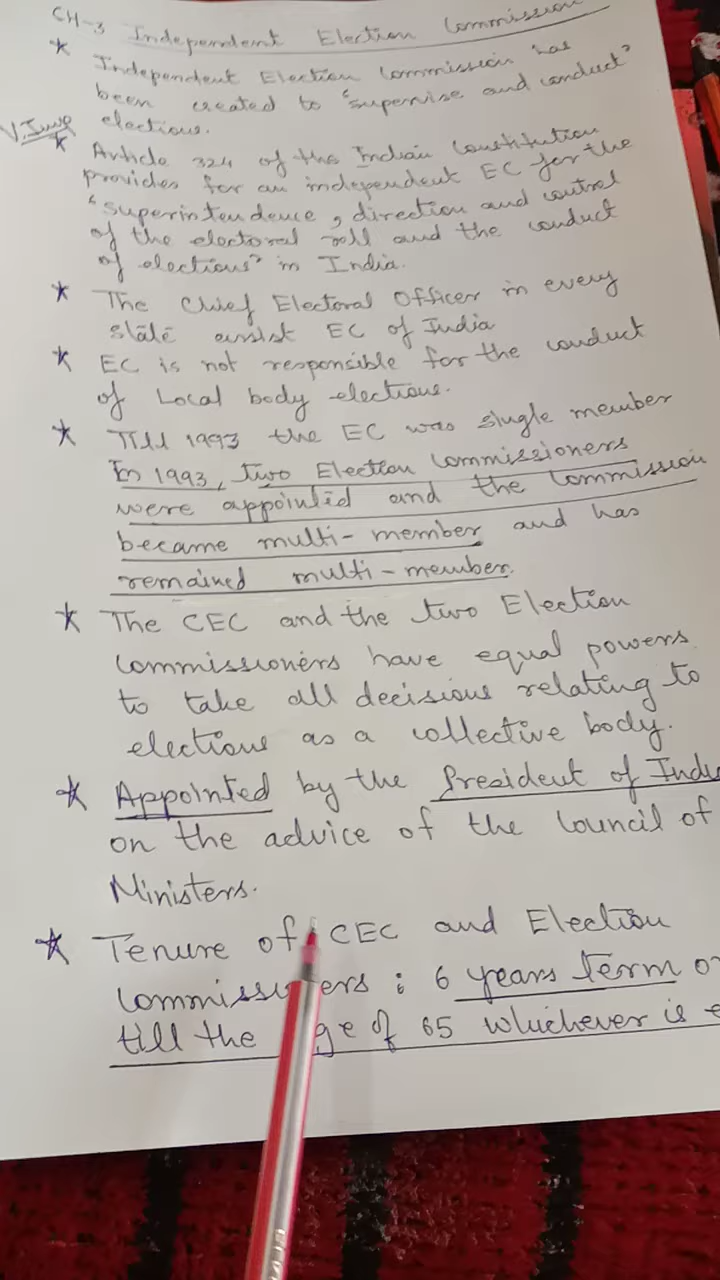 CH-3 Independent Election Commission
* Independent Election Commission has
been created to "supervise and conduct"
elections.
V. Imp
* Article 324 of the Indian Constitution
provides for an independent EC for the
"superintendence, direction and control
of the electoral roll and the conduct
of elections" in India.
* The Chief Electoral Officer in every
state assist EC of India
* EC is not responsible for the conduct
of Local body elections.
* Till 1993 the EC was single member
In 1993, two Election Commissioners
were appointed and the Commission
became multi-member and has
remained multi-member.
* The CEC and the two Election
Commissioners have equal powers
to take all decisions relating to
elections as a collective body.
* Appointed by the President of
on the advice of the Council of
Ministers.
* Tenure of CEC and Election
: 6 years term
till the of 65 whichever is